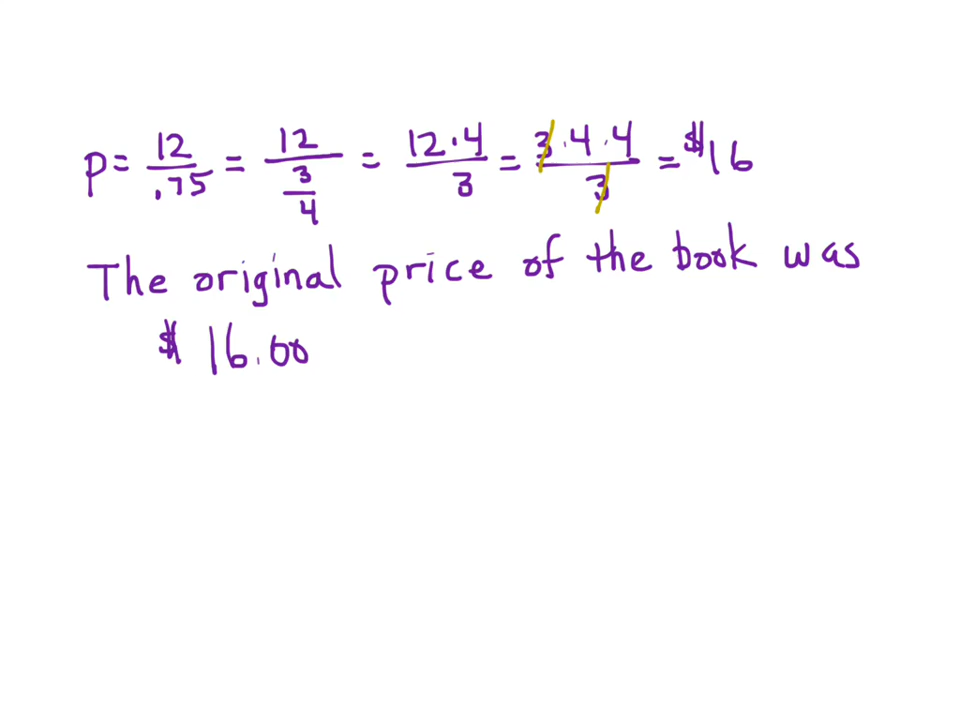 p = 12/.75 = 12/(3/4) = 12·4/3 = 3·4·4/3 = $16
The original price of the book was
$ 16.00